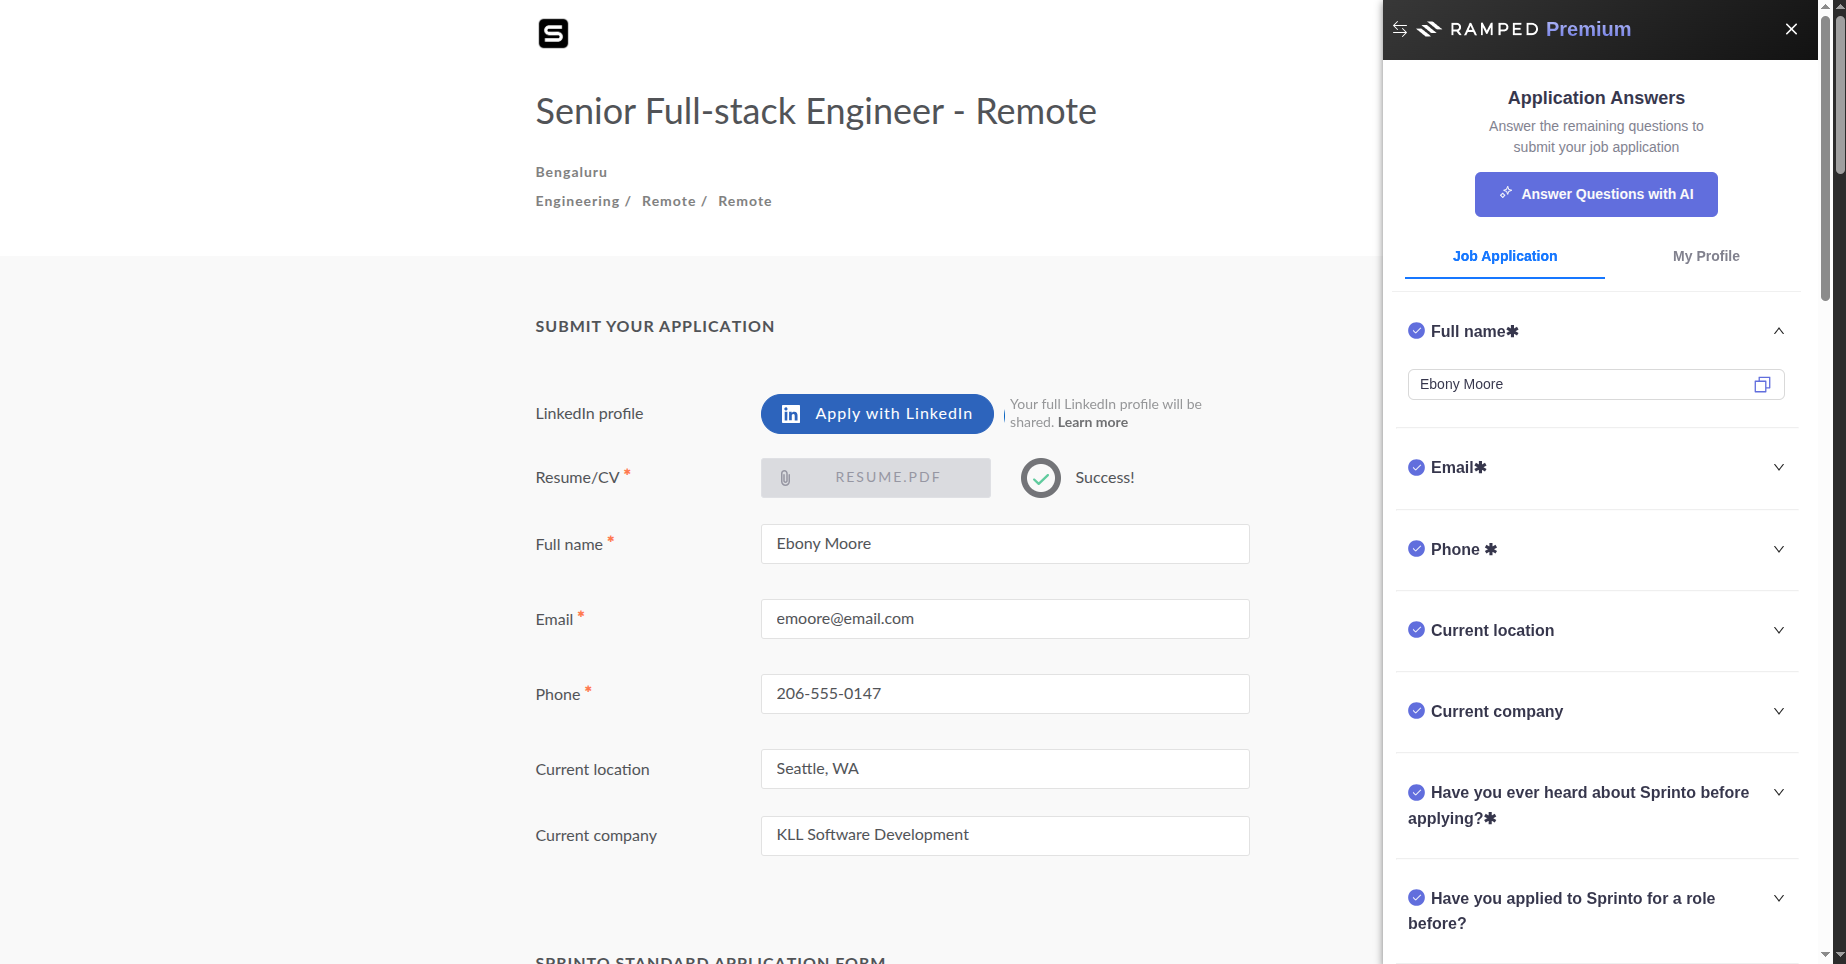 Senior Full-stack Engineer - Remote
Bengaluru
Engineering / Remote / Remote
SUBMIT YOUR APPLICATION
LinkedIn profile
in Apply with LinkedIn
Your full LinkedIn profile will be
shared. Learn more
Resume/CV *
RESUME.PDF
Success!
Full name *
Ebony Moore
Email *
emoore@email.com
Phone *
206-555-0147
Current location
Seattle, WA
Current company
KLL Software Development
SPRINTO STANDARD APPLICATION FORM
RAMPED Premium
Application Answers
Answer the remaining questions to
submit your job application
Answer Questions with AI
Job Application
My Profile
Full name✱
Ebony Moore
Email✱
Phone ✱
Current location
Current company
Have you ever heard about Sprinto before
applying?✱
Have you applied to Sprinto for a role
before?